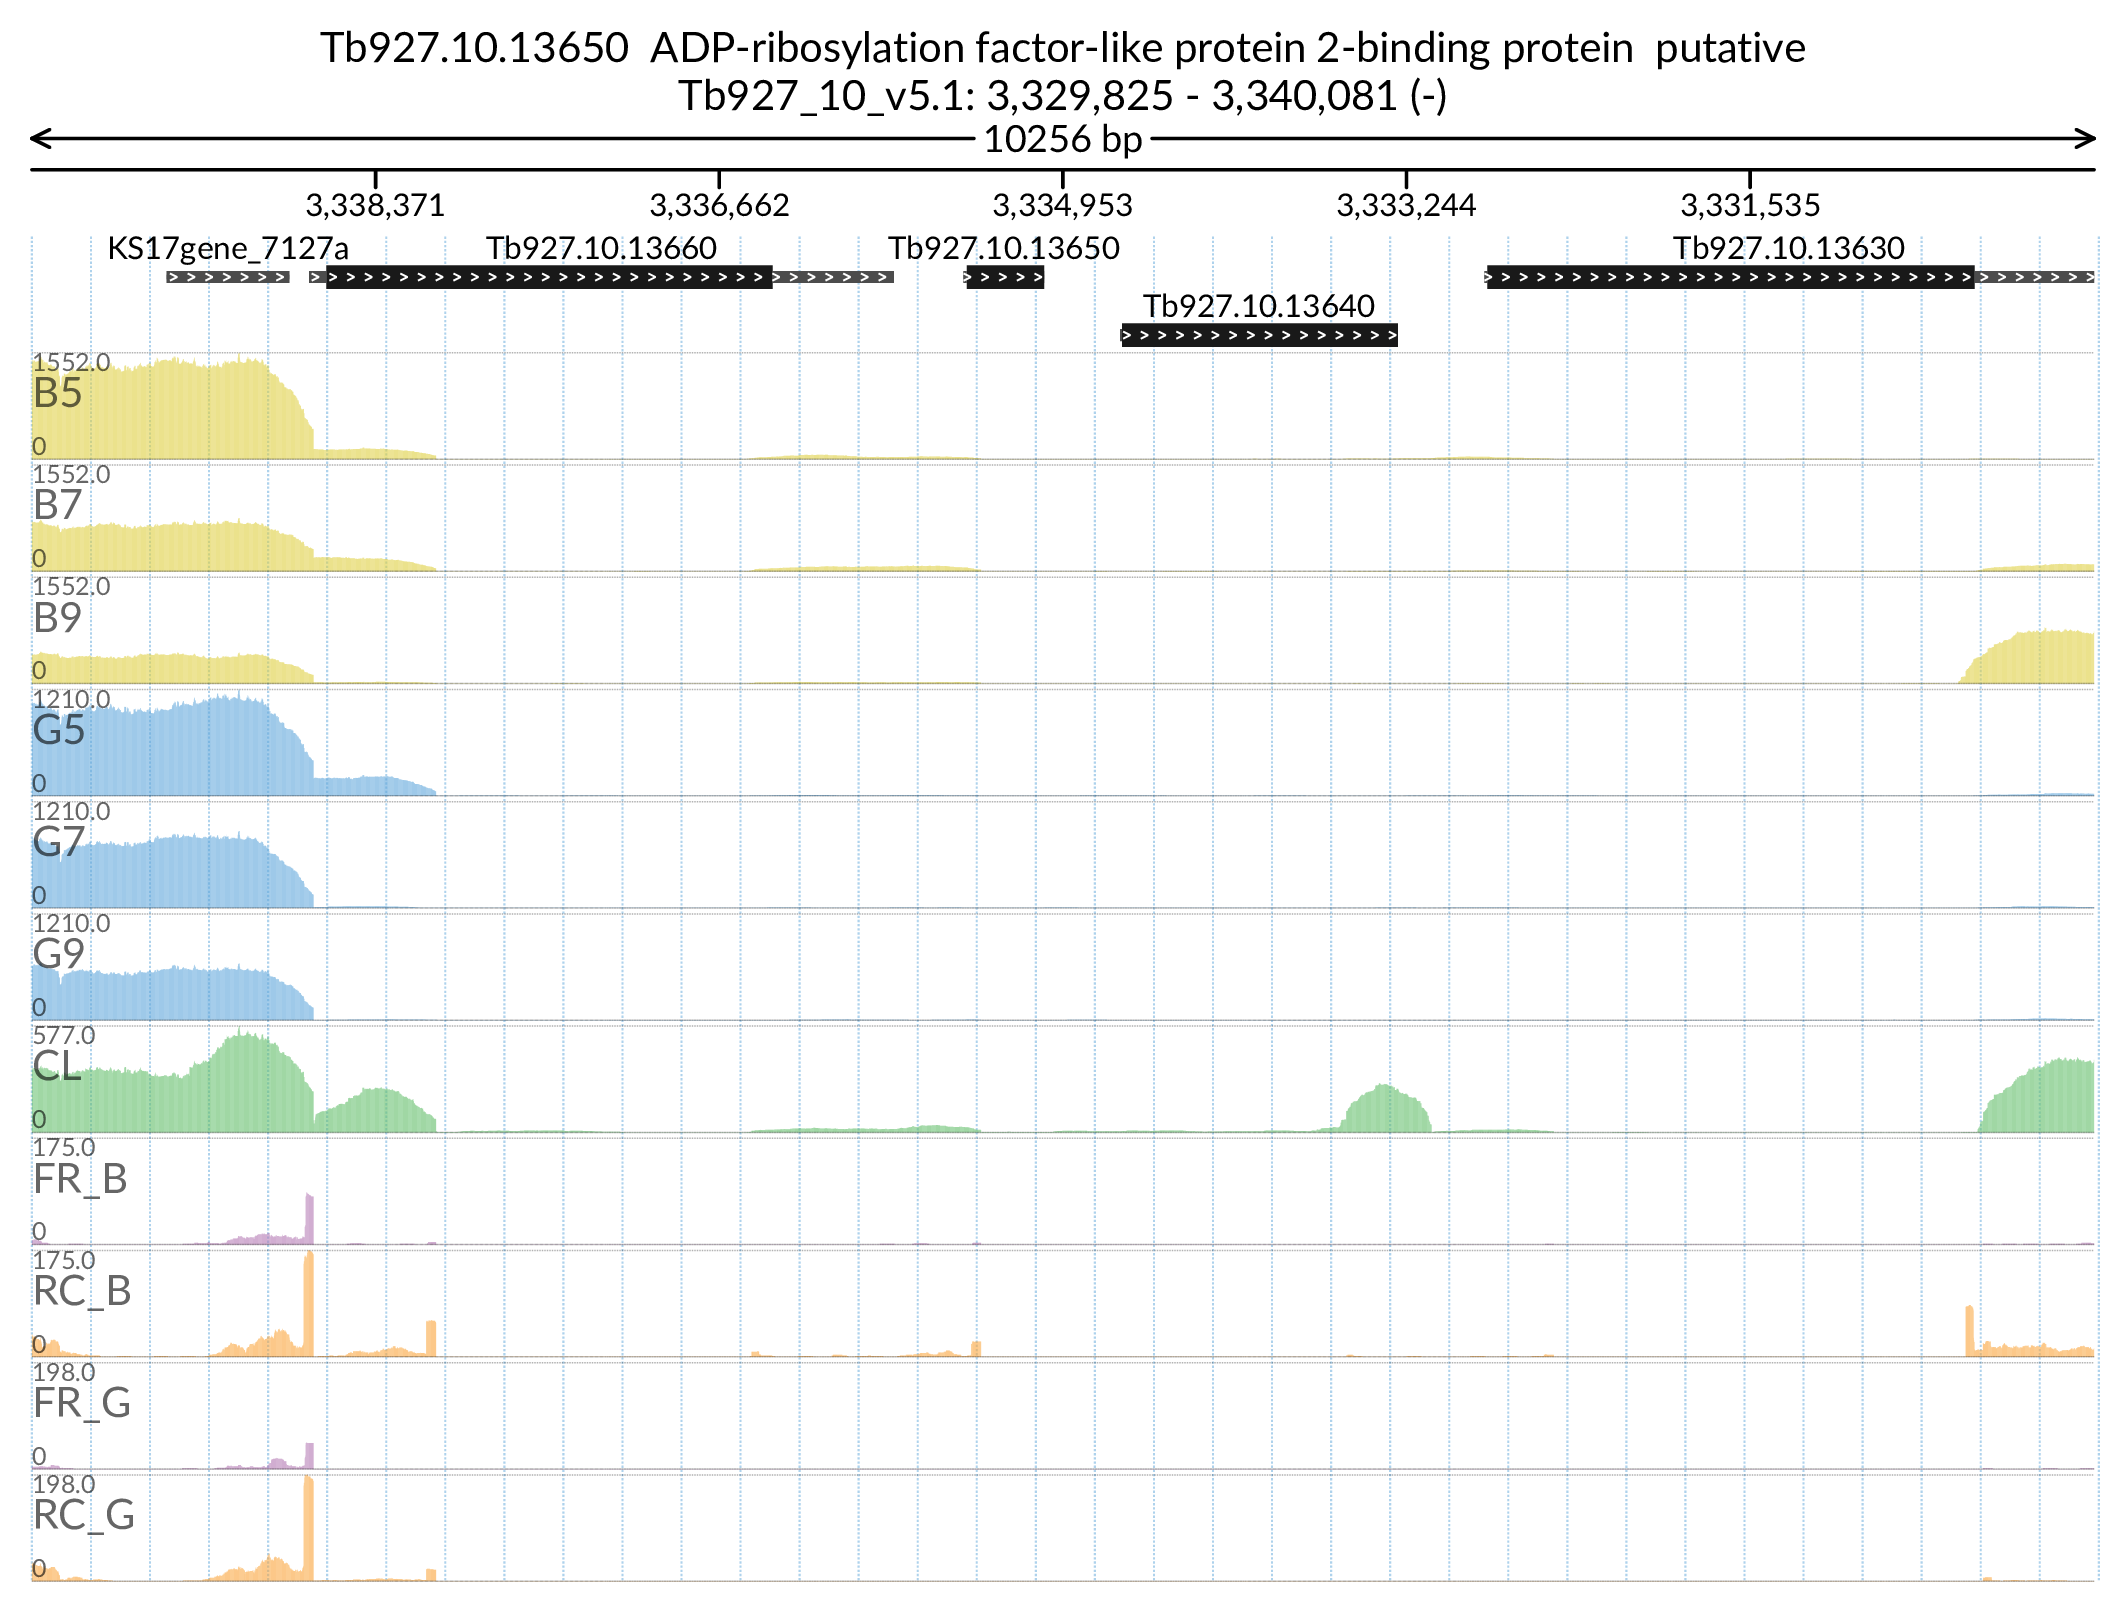 Tb927.10.13650  ADP-ribosylation factor-like protein 2-binding protein  putative
Tb927_10_v5.1: 3,329,825 - 3,340,081 (-)
10256 bp
3,338,371 3,336,662 3,334,953 3,333,244 3,331,535
KS17gene_7127a Tb927.10.13660 Tb927.10.13650 Tb927.10.13630
Tb927.10.13640
1552.0
B5
0
1552.0
B7
0
1552.0
B9
0
1210.0
G5
0
1210.0
G7
0
1210.0
G9
0
577.0
CL
0
175.0
FR_B
0
175.0
RC_B
0
198.0
FR_G
0
198.0
RC_G
0